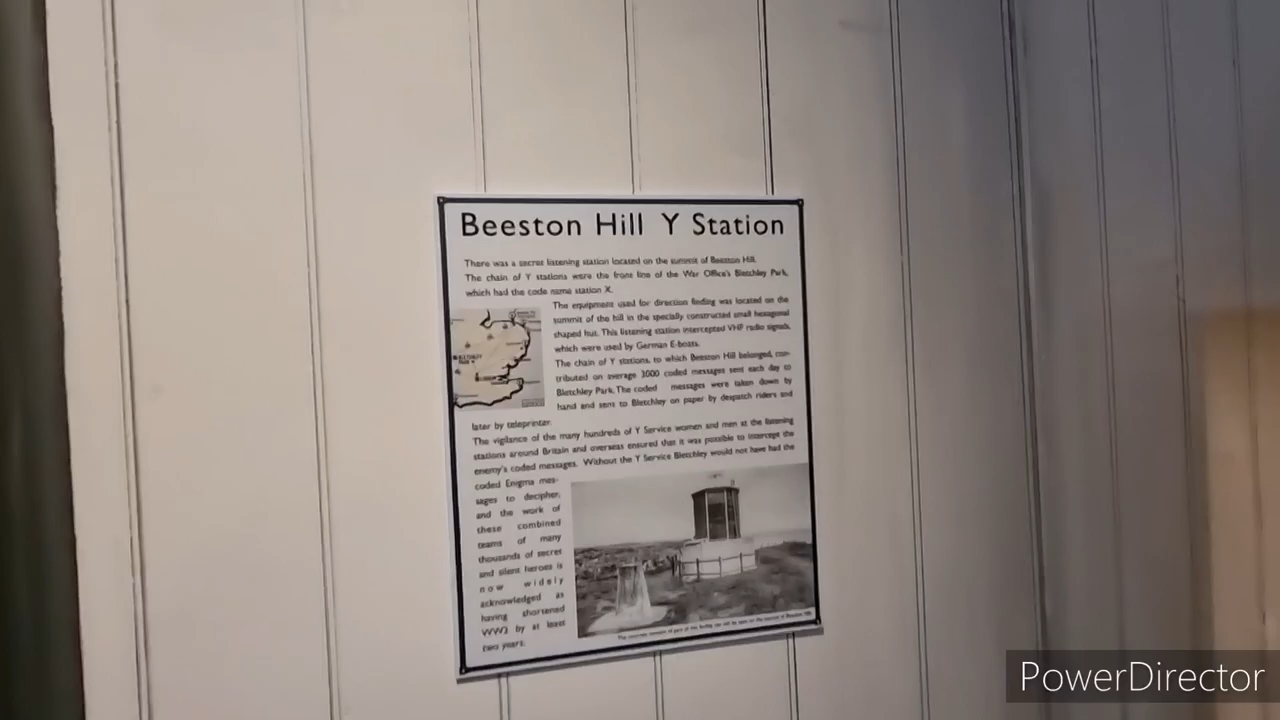 Beeston Hill Y Station
There was a secret listening station located on the summit of Beeston Hill.
The chain of Y stations were the front line of the War Office's Bletchley Park,
which had the code name station X.
The equipment used for direction finding was located on the
summit of the hill in the specially constructed small hexagonal
shaped hut. This listening station intercepted VHF radio signals,
which were used by German E-boats.
The chain of Y stations, to which Beeston Hill belonged, con-
tributed on average 3000 coded messages sent each day to
Bletchley Park. The coded messages were taken down by
hand and sent to Bletchley on paper by despatch riders and
later by teleprinter.
The vigilance of the many hundreds of Y Service women and men at the listening
stations around Britain and overseas ensured that it was possible to intercept the
enemy's coded messages. Without the Y Service Bletchley would not have had the
coded Enigma mes-
sages to decipher,
and the work of
these combined
teams of many
thousands of secret
and silent heroes is
now widely
acknowledged as
having shortened
WW2 by at least
two years.
BLETCHLEY
PARK
PowerDirector